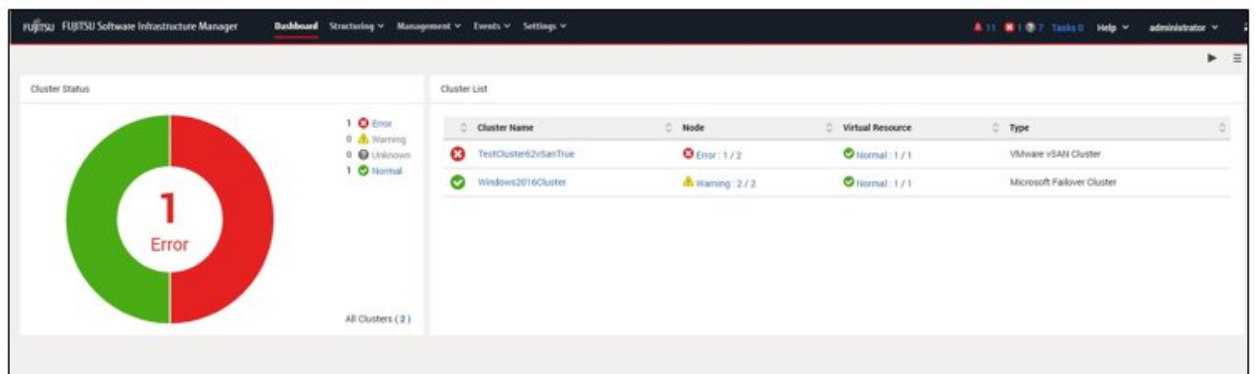 FUJITSU FUJITSU Software Infrastructure Manager Dashboard Structuring Management Events Settings 11 1 7 Tasks 0 Help administrator
Cluster Status
1 Error
0 Warning
0 Unknown
1 Normal
1
Error
All Clusters ( 2 )
Cluster List
Cluster Name Node Virtual Resource Type
TestCluster62vSanTrue Error : 1 / 2 Normal : 1 / 1 VMware vSAN Cluster
Windows2016Cluster Warning : 2 / 2 Normal : 1 / 1 Microsoft Failover Cluster